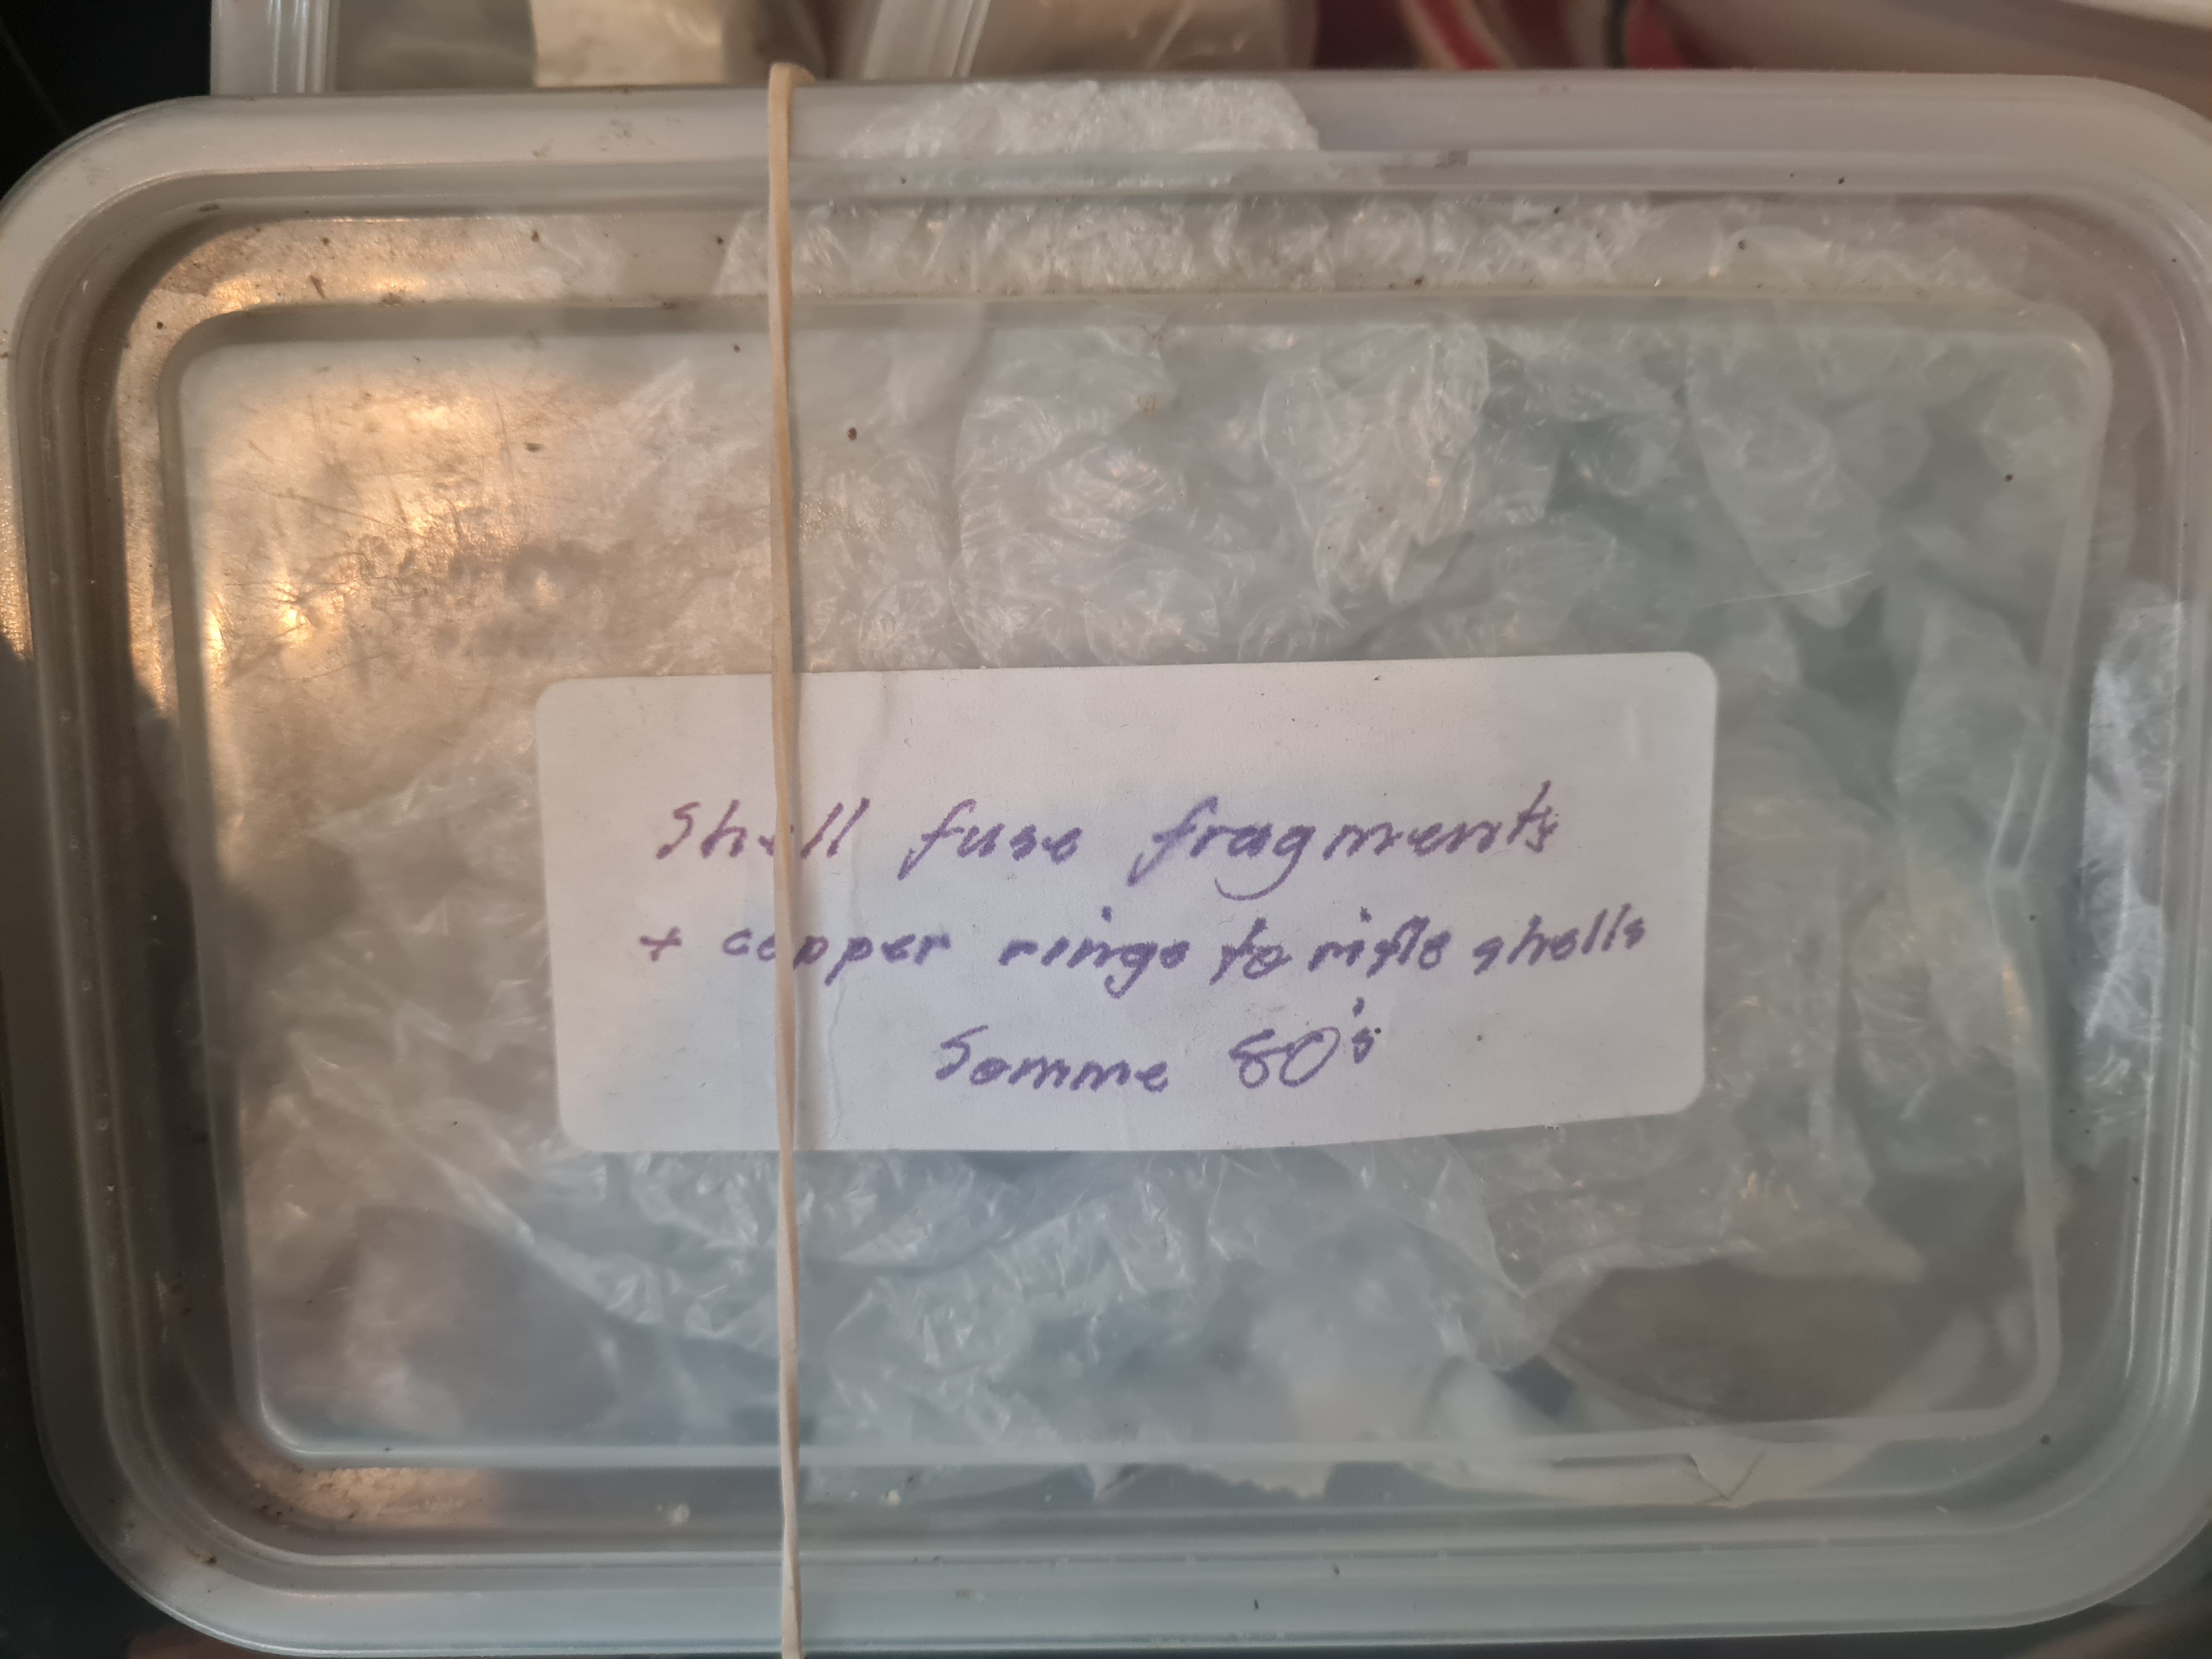 Shell fuse fragments
+ copper rings to rifle shells
Somme 80's